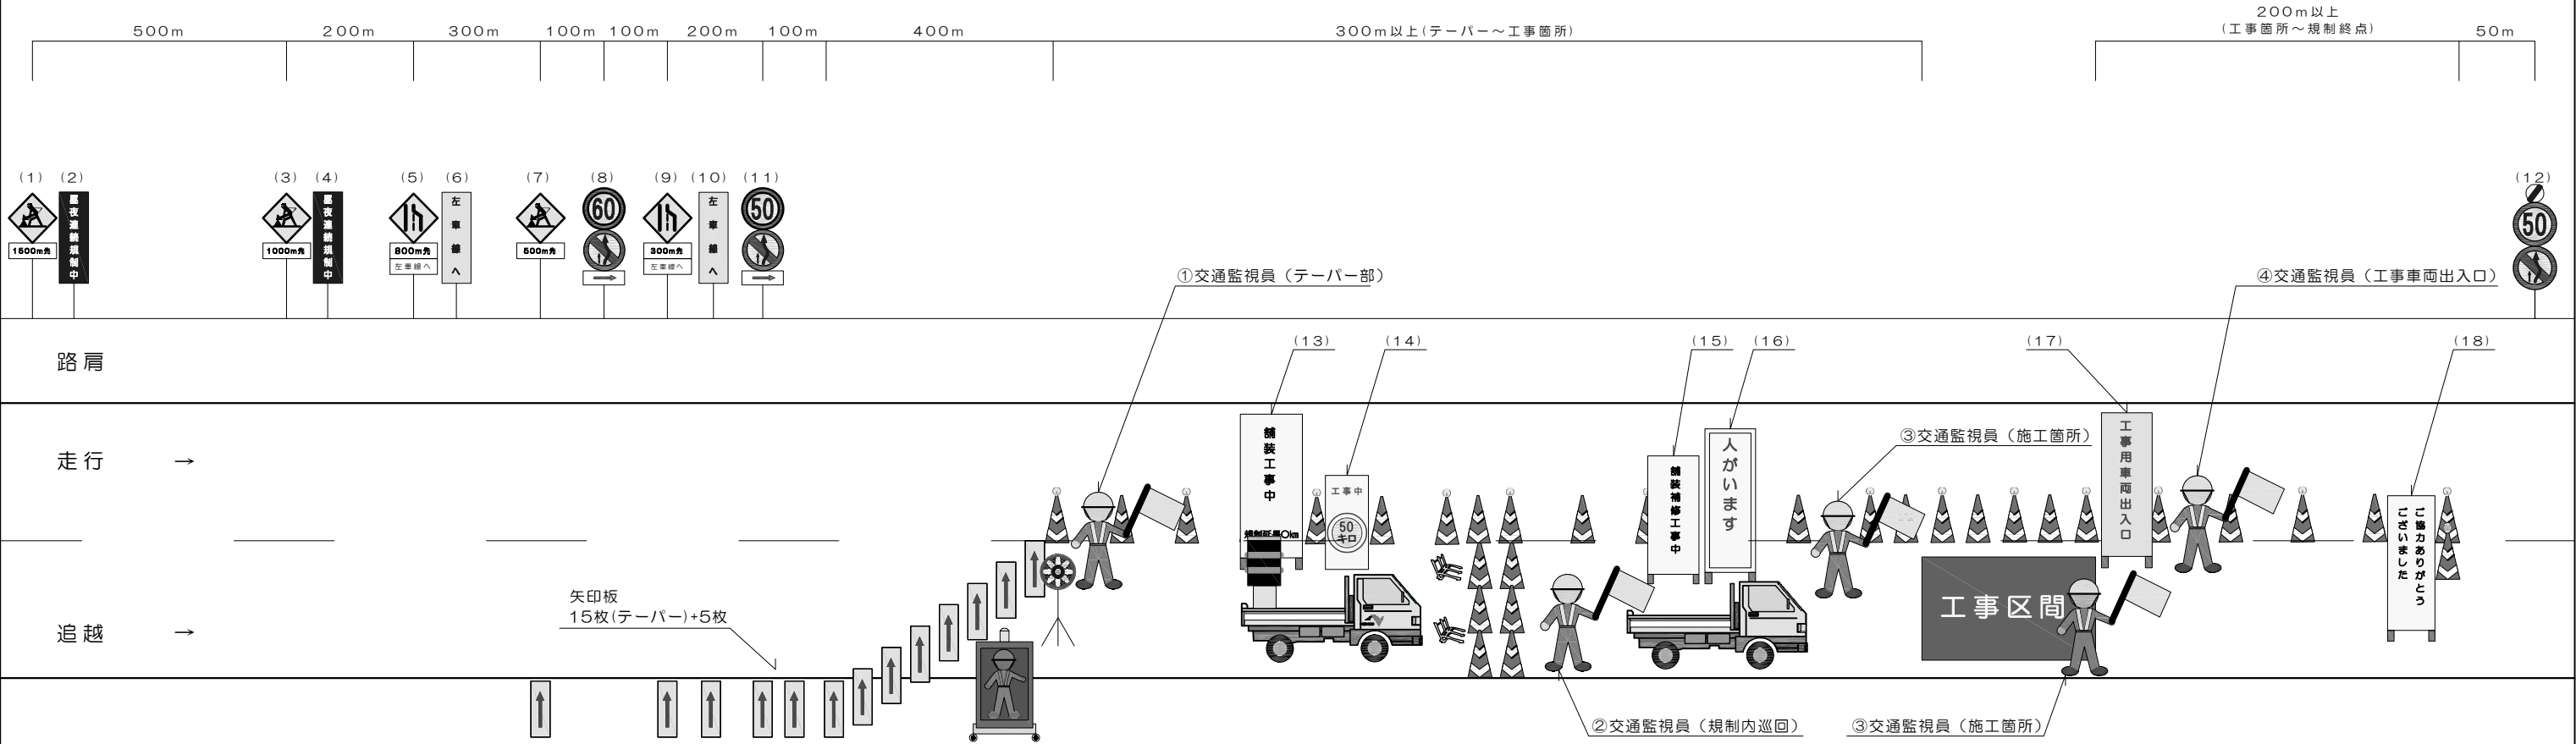 500m
200m
300m
100m
100m
200m
100m
400m
300m以上(テーパー～工事箇所)
200m以上
(工事箇所～規制終点)
50m
(1)
(2)
(3)
(4)
(5)
(6)
(7)
(8)
(9)
(10)
(11)
(12)
1500m先
昼夜連続規制中
1000m先
昼夜連続規制中
800m先
左車線へ
左車線へ
500m先
60
300m先
左車線へ
左車線へ
50
50
①交通監視員（テーパー部）
④交通監視員（工事車両出入口）
路肩
(13)
(14)
(15)
(16)
(17)
(18)
走行 →
舗装工事中
規制延長〇km
工事中
50
キロ
舗装補修工事中
人がいます
③交通監視員（施工箇所）
工事用車両出入口
ご協力ありがとう
ございました
矢印板
15枚(テーパー)+5枚
追越 →
工事区間
②交通監視員（規制内巡回）
③交通監視員（施工箇所）